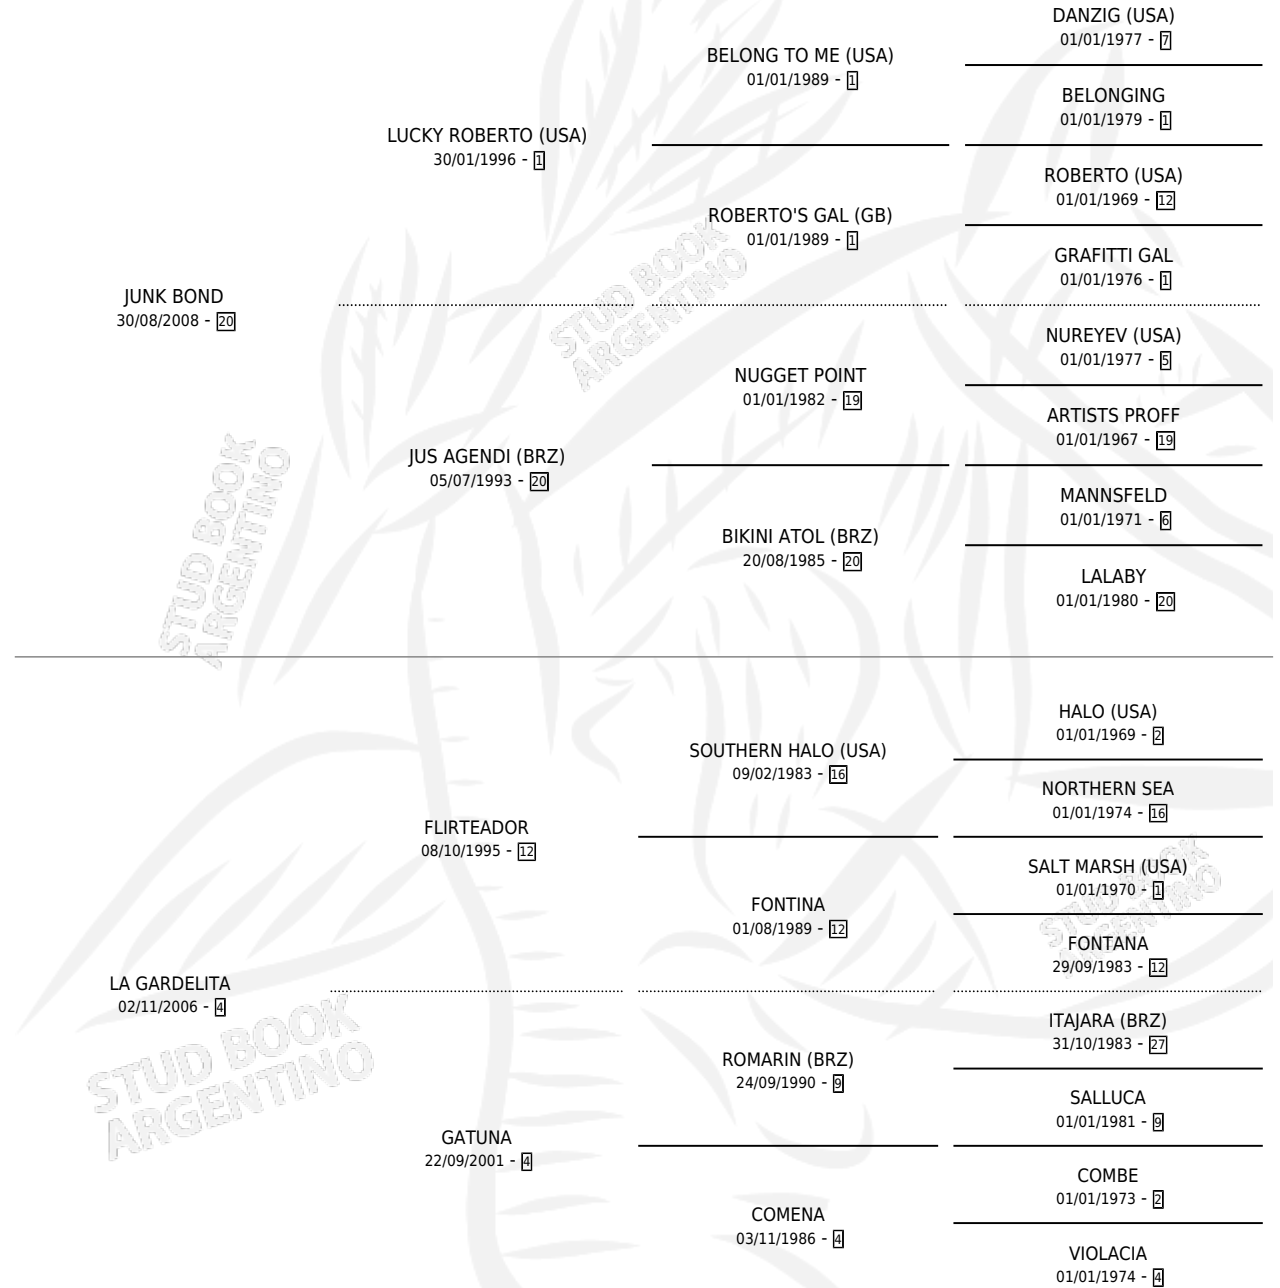 DANZIG (USA)
01/01/1977 - 7
BELONG TO ME (USA)
01/01/1989 - 1
BELONGING
01/01/1979 - 1
LUCKY ROBERTO (USA)
30/01/1996 - 1
ROBERTO (USA)
01/01/1969 - 12
ROBERTO'S GAL (GB)
01/01/1989 - 1
GRAFITTI GAL
01/01/1976 - 1
JUNK BOND
30/08/2008 - 20
NUREYEV (USA)
01/01/1977 - 5
NUGGET POINT
01/01/1982 - 19
ARTISTS PROFF
01/01/1967 - 19
JUS AGENDI (BRZ)
05/07/1993 - 20
MANNSFELD
01/01/1971 - 6
BIKINI ATOL (BRZ)
20/08/1985 - 20
LALABY
01/01/1980 - 20
HALO (USA)
01/01/1969 - 2
SOUTHERN HALO (USA)
09/02/1983 - 16
NORTHERN SEA
01/01/1974 - 16
FLIRTEADOR
08/10/1995 - 12
SALT MARSH (USA)
01/01/1970 - 1
FONTINA
01/08/1989 - 12
FONTANA
29/09/1983 - 12
LA GARDELITA
02/11/2006 - 4
ITAJARA (BRZ)
31/10/1983 - 27
ROMARIN (BRZ)
24/09/1990 - 9
SALLUCA
01/01/1981 - 9
GATUNA
22/09/2001 - 4
COMBE
01/01/1973 - 2
COMENA
03/11/1986 - 4
VIOLACIA
01/01/1974 - 4
STUD BOOK
ARGENTINO
STUD BOOK
ARGENTINO
STUD BOOK
ARGENTINO
STUD BOOK
ARGENTINO